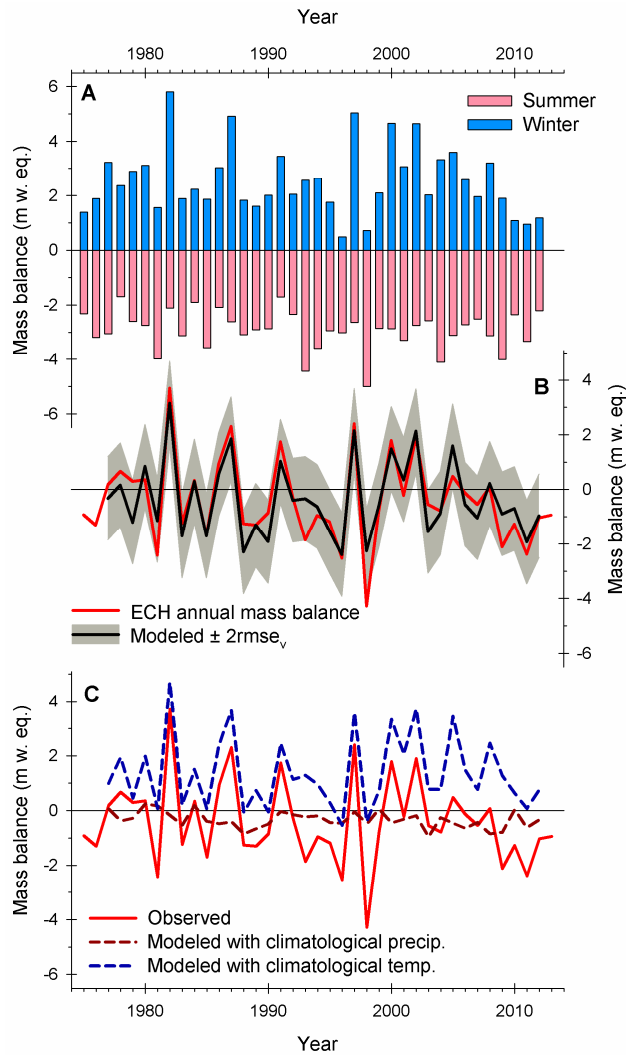 Year
1980 1990 2000 2010
A
Summer
Winter
6
4
2
0
-2
-4
-6
Mass balance (m w. eq.)
B
4
2
0
-2
-4
-6
Mass balance (m w. eq.)
ECH annual mass balance
Modeled ± 2rmseᵥ
C
4
2
0
-2
-4
-6
Mass balance (m w. eq.)
Observed
Modeled with climatological precip.
Modeled with climatological temp.
1980 1990 2000 2010
Year